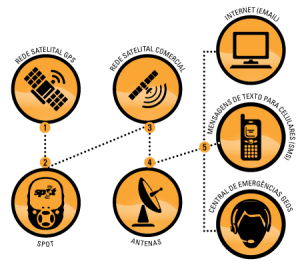 REDE SATELITAL GPS
REDE SATELITAL COMERCIAL
INTERNET (EMAIL)
1
3
MENSAGENS DE TEXTO PARA CELULARES (SMS)
2
4
5
spot
CENTRAL DE EMERGÊNCIAS GEOS
SPOT
ANTENAS